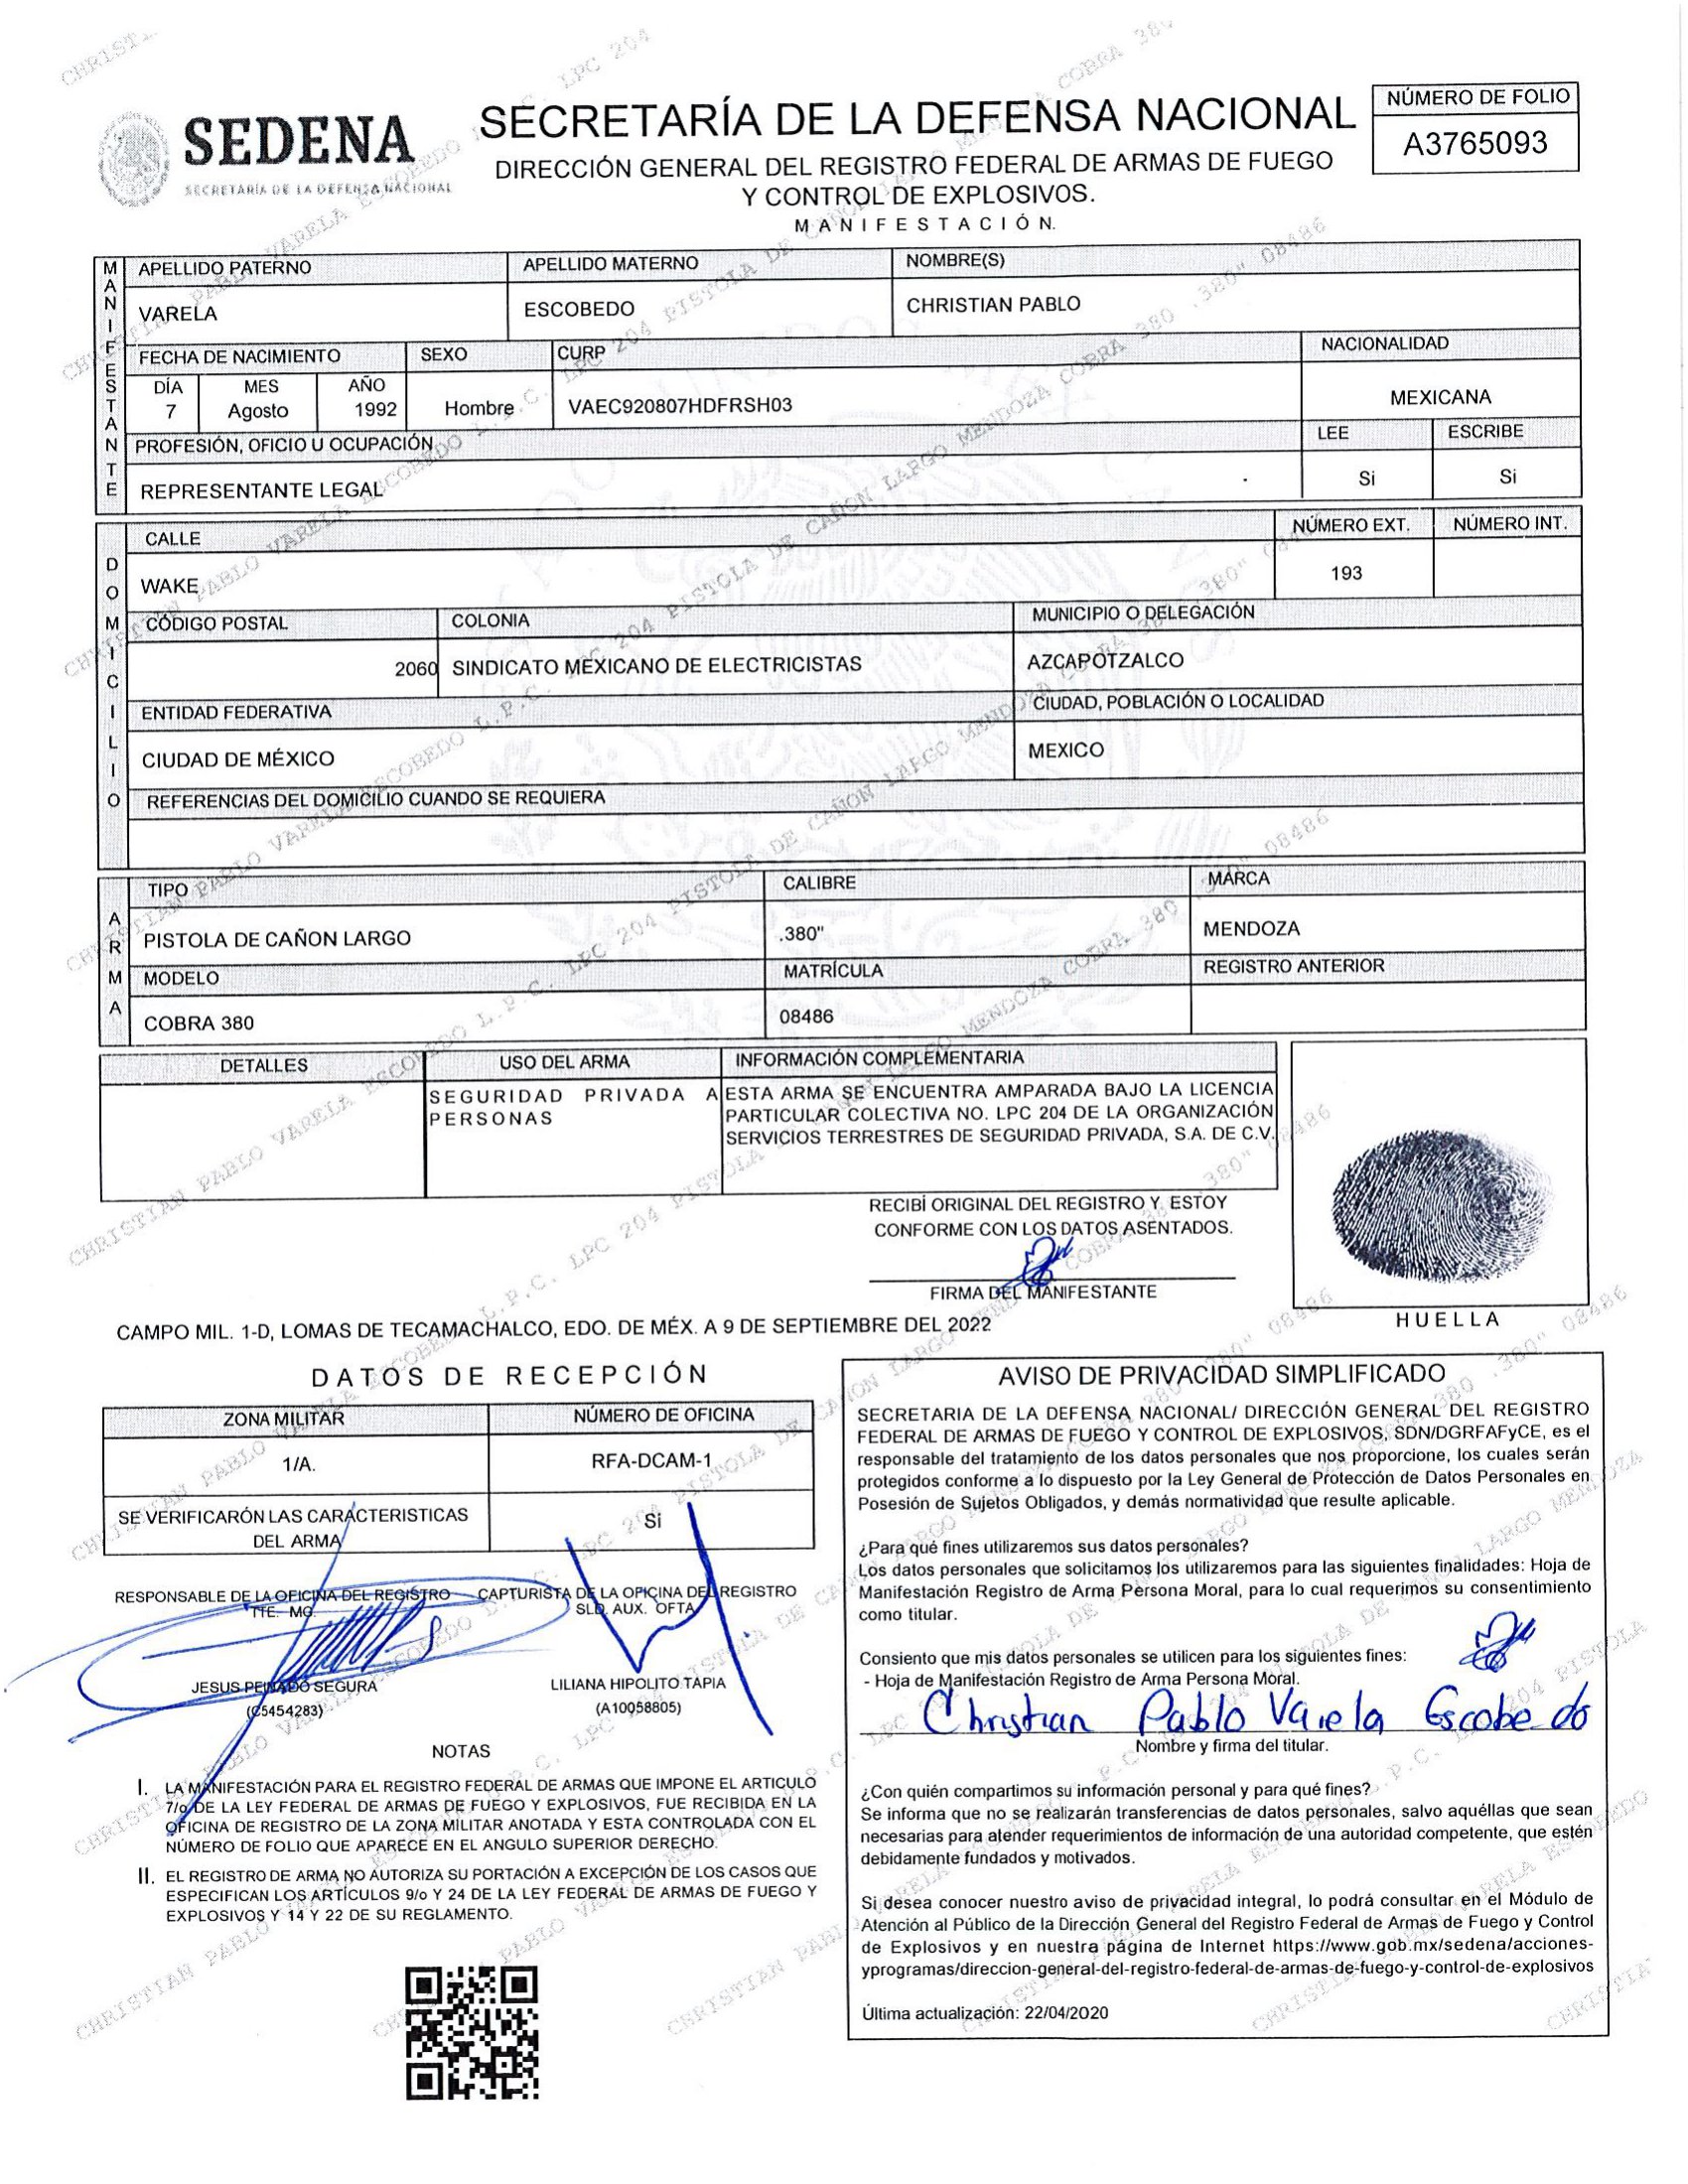 SEDENA
SECRETARÍA DE LA DEFENSA NACIONAL
SECRETARÍA DE LA DEFENSA NACIONAL
DIRECCIÓN GENERAL DEL REGISTRO FEDERAL DE ARMAS DE FUEGO
Y CONTROL DE EXPLOSIVOS.
MANIFESTACIÓN.
NÚMERO DE FOLIO
A3765093
MANIFESTANTE
APELLIDO PATERNO APELLIDO MATERNO NOMBRE(S)
VARELA ESCOBEDO CHRISTIAN PABLO
FECHA DE NACIMIENTO SEXO CURP NACIONALIDAD
DÍA MES AÑO
7 Agosto 1992 Hombre VAEC920807HDFRSH03 MEXICANA
PROFESIÓN, OFICIO U OCUPACIÓN LEE ESCRIBE
REPRESENTANTE LEGAL Si Si
DOMICILIO
CALLE NÚMERO EXT. NÚMERO INT.
WAKE 193
CÓDIGO POSTAL COLONIA MUNICIPIO O DELEGACIÓN
2060 SINDICATO MEXICANO DE ELECTRICISTAS AZCAPOTZALCO
ENTIDAD FEDERATIVA CIUDAD, POBLACIÓN O LOCALIDAD
CIUDAD DE MÉXICO MEXICO
REFERENCIAS DEL DOMICILIO CUANDO SE REQUIERA
ARMA
TIPO CALIBRE MARCA
PISTOLA DE CAÑON LARGO .380" MENDOZA
MODELO MATRÍCULA REGISTRO ANTERIOR
COBRA 380 08486
DETALLES USO DEL ARMA INFORMACIÓN COMPLEMENTARIA
SEGURIDAD PRIVADA A
PERSONAS
ESTA ARMA SE ENCUENTRA AMPARADA BAJO LA LICENCIA
PARTICULAR COLECTIVA NO. LPC 204 DE LA ORGANIZACIÓN
SERVICIOS TERRESTRES DE SEGURIDAD PRIVADA, S.A. DE C.V.
RECIBÍ ORIGINAL DEL REGISTRO Y ESTOY
CONFORME CON LOS DATOS ASENTADOS.
FIRMA DEL MANIFESTANTE
HUELLA
CAMPO MIL. 1-D, LOMAS DE TECAMACHALCO, EDO. DE MÉX. A 9 DE SEPTIEMBRE DEL 2022
DATOS DE RECEPCIÓN
ZONA MILITAR NÚMERO DE OFICINA
1/A. RFA-DCAM-1
SE VERIFICARÓN LAS CARACTERISTICAS
DEL ARMA
Si
RESPONSABLE DE LA OFICINA DEL REGISTRO
TTE. MG.
JESUS PEINADO SEGURA
(C5454283)
CAPTURISTA DE LA OFICINA DEL REGISTRO
SLD. AUX. OFTA.
LILIANA HIPOLITO TAPIA
(A10058805)
NOTAS
I. LA MANIFESTACIÓN PARA EL REGISTRO FEDERAL DE ARMAS QUE IMPONE EL ARTICULO
7/o DE LA LEY FEDERAL DE ARMAS DE FUEGO Y EXPLOSIVOS, FUE RECIBIDA EN LA
OFICINA DE REGISTRO DE LA ZONA MILITAR ANOTADA Y ESTA CONTROLADA CON EL
NÚMERO DE FOLIO QUE APARECE EN EL ANGULO SUPERIOR DERECHO.
II. EL REGISTRO DE ARMA NO AUTORIZA SU PORTACIÓN A EXCEPCIÓN DE LOS CASOS QUE
ESPECIFICAN LOS ARTÍCULOS 9/o Y 24 DE LA LEY FEDERAL DE ARMAS DE FUEGO Y
EXPLOSIVOS Y 14 Y 22 DE SU REGLAMENTO.
AVISO DE PRIVACIDAD SIMPLIFICADO
SECRETARIA DE LA DEFENSA NACIONAL/ DIRECCIÓN GENERAL DEL REGISTRO
FEDERAL DE ARMAS DE FUEGO Y CONTROL DE EXPLOSIVOS, SDN/DGRFAFyCE, es el
responsable del tratamiento de los datos personales que nos proporcione, los cuales serán
protegidos conforme a lo dispuesto por la Ley General de Protección de Datos Personales en
Posesión de Sujetos Obligados, y demás normatividad que resulte aplicable.
¿Para qué fines utilizaremos sus datos personales?
Los datos personales que solicitamos los utilizaremos para las siguientes finalidades: Hoja de
Manifestación Registro de Arma Persona Moral, para lo cual requerimos su consentimiento
como titular.
Consiento que mis datos personales se utilicen para los siguientes fines:
- Hoja de Manifestación Registro de Arma Persona Moral.
Christian Pablo Varela Escobedo
Nombre y firma del titular.
¿Con quién compartimos su información personal y para qué fines?
Se informa que no se realizarán transferencias de datos personales, salvo aquéllas que sean
necesarias para atender requerimientos de información de una autoridad competente, que estén
debidamente fundados y motivados.
Si desea conocer nuestro aviso de privacidad integral, lo podrá consultar en el Módulo de
Atención al Público de la Dirección General del Registro Federal de Armas de Fuego y Control
de Explosivos y en nuestra página de Internet https://www.gob.mx/sedena/acciones-
yprogramas/direccion-general-del-registro-federal-de-armas-de-fuego-y-control-de-explosivos
Última actualización: 22/04/2020
CHRISTIAN PABLO VARELA ESCOBEDO L.P.C. LPC 204 PISTOLA DE CAÑON LARGO MENDOZA COBRA 380 .380" 08486